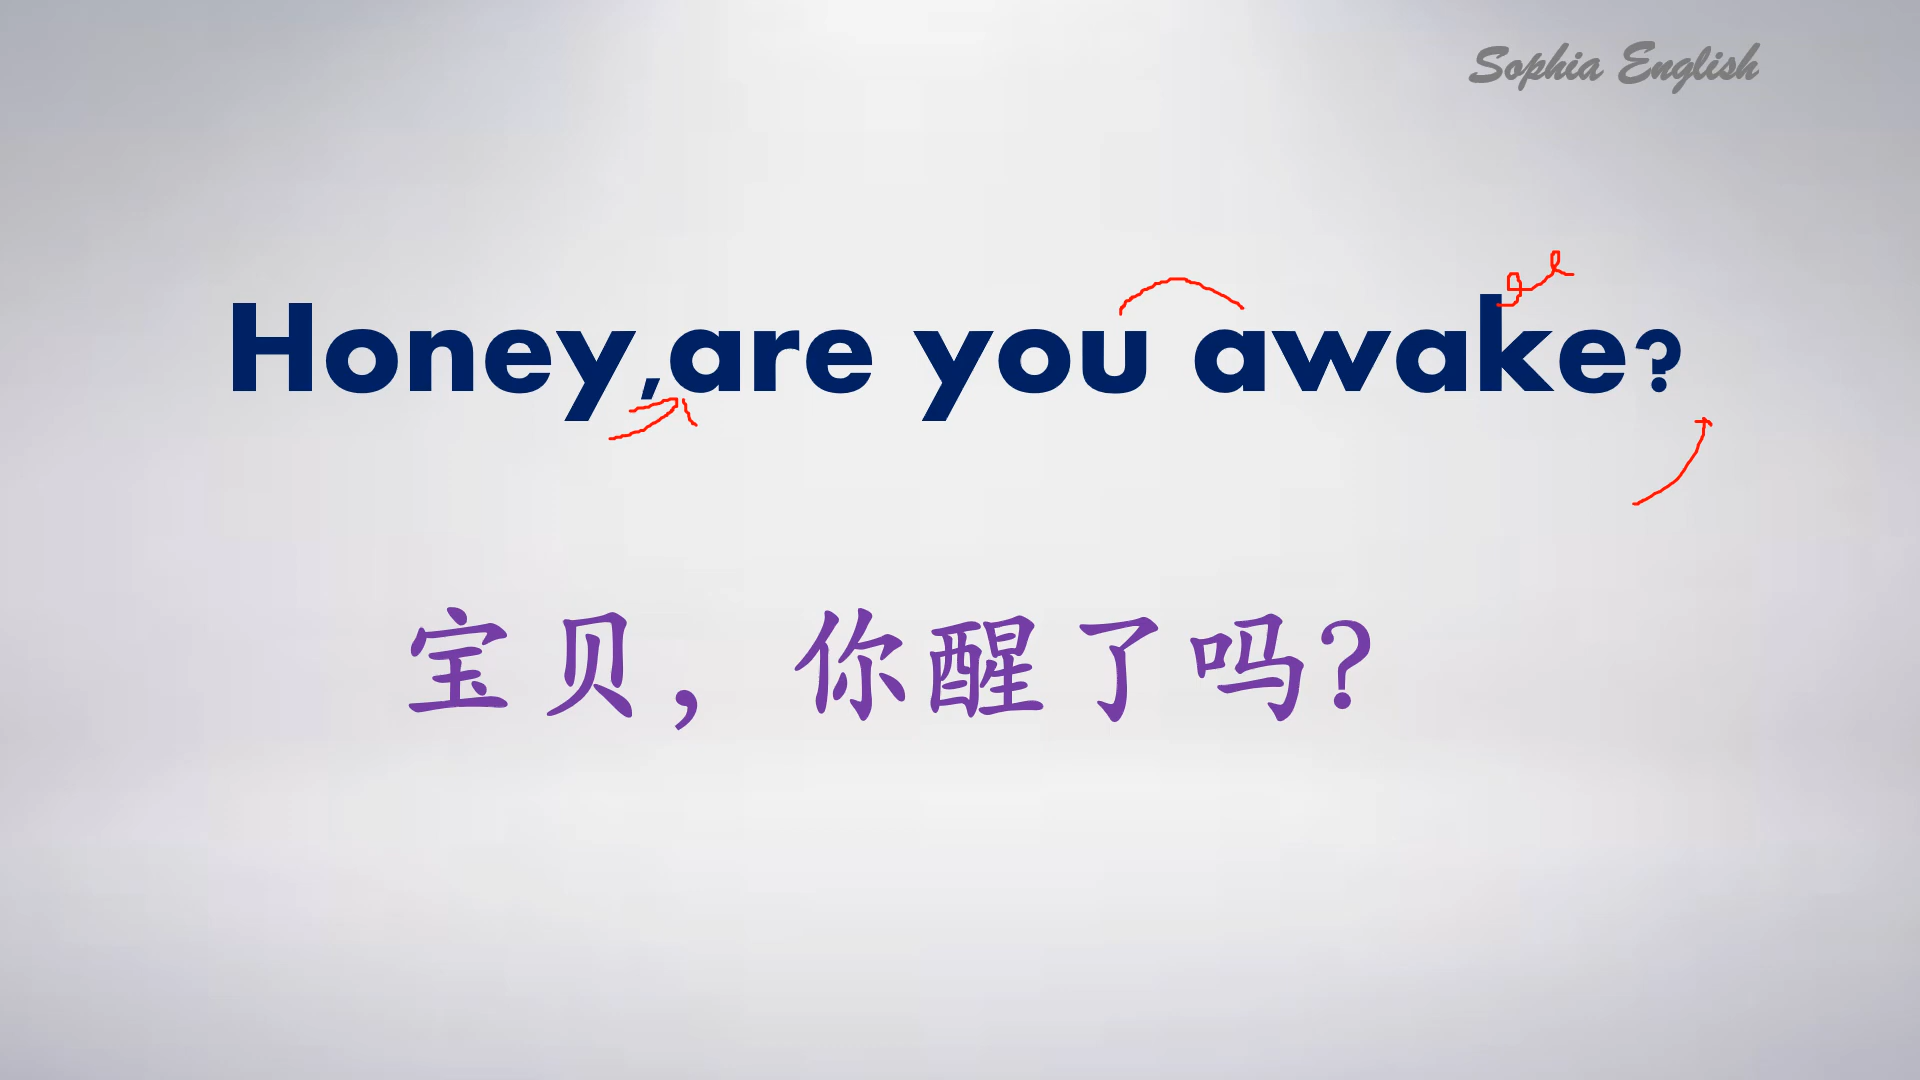 Sophia English
Honey,are you awake?
宝贝，你醒了吗？